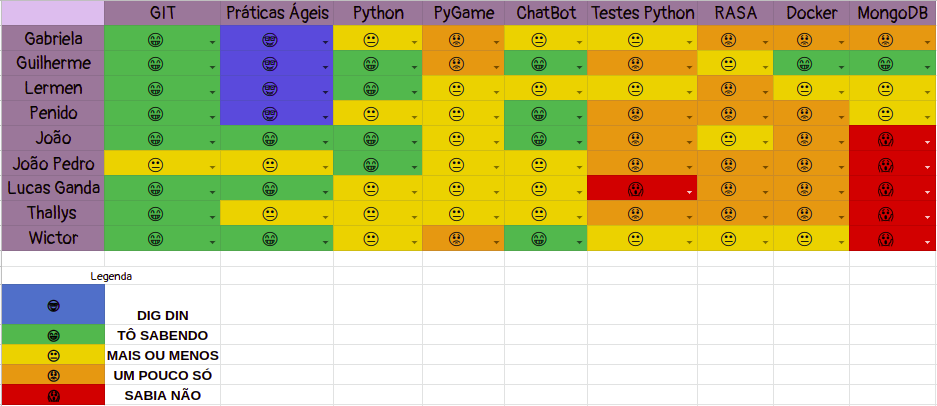 GIT Práticas Ágeis Python PyGame ChatBot Testes Python RASA Docker MongoDB
Gabriela
Guilherme
Lermen
Penido
João
João Pedro
Lucas Ganda
Thallys
Wictor
Legenda
DIG DIN
TÔ SABENDO
MAIS OU MENOS
UM POUCO SÓ
SABIA NÃO